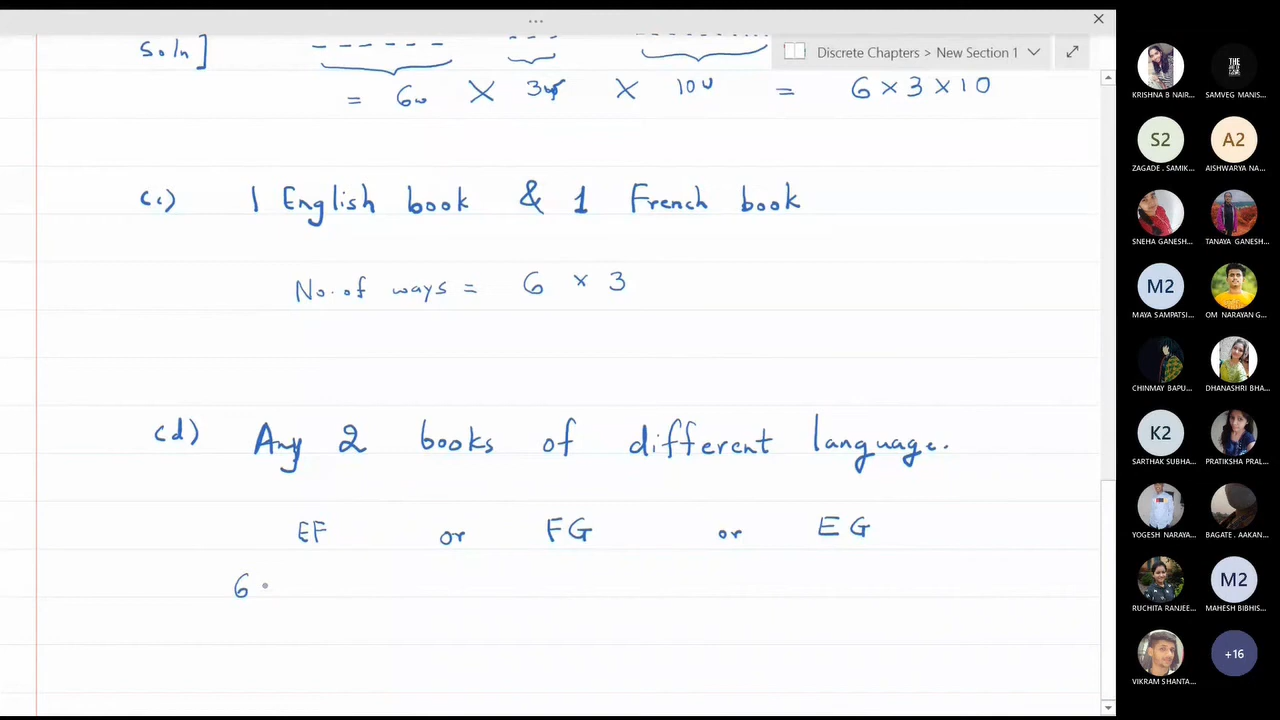 ...
Discrete Chapters > New Section 1
Soln]
= 6w × 3w × 10w = 6 × 3 × 10
(c) 1 English book & 1 French book
No. of ways = 6 × 3
(d) Any 2 books of different language.
EF or FG or EG
6
KRISHNA B NAIR...
SAMVEG MANIS...
S2
A2
ZAGADE . SAMIK...
AISHWARYA NA...
SNEHA GANESH...
TANAYA GANESH...
M2
MAYA SAMPATSI...
OM NARAYAN G...
CHINMAY BAPU...
DHANASHRI BHA...
K2
SARTHAK SUBHA...
PRATIKSHA PRAL...
YOGESH NARAYA...
BAGATE . AAKAN...
M2
RUCHITA RANJEE...
MAHESH BIBHIS...
+16
VIKRAM SHANTA...